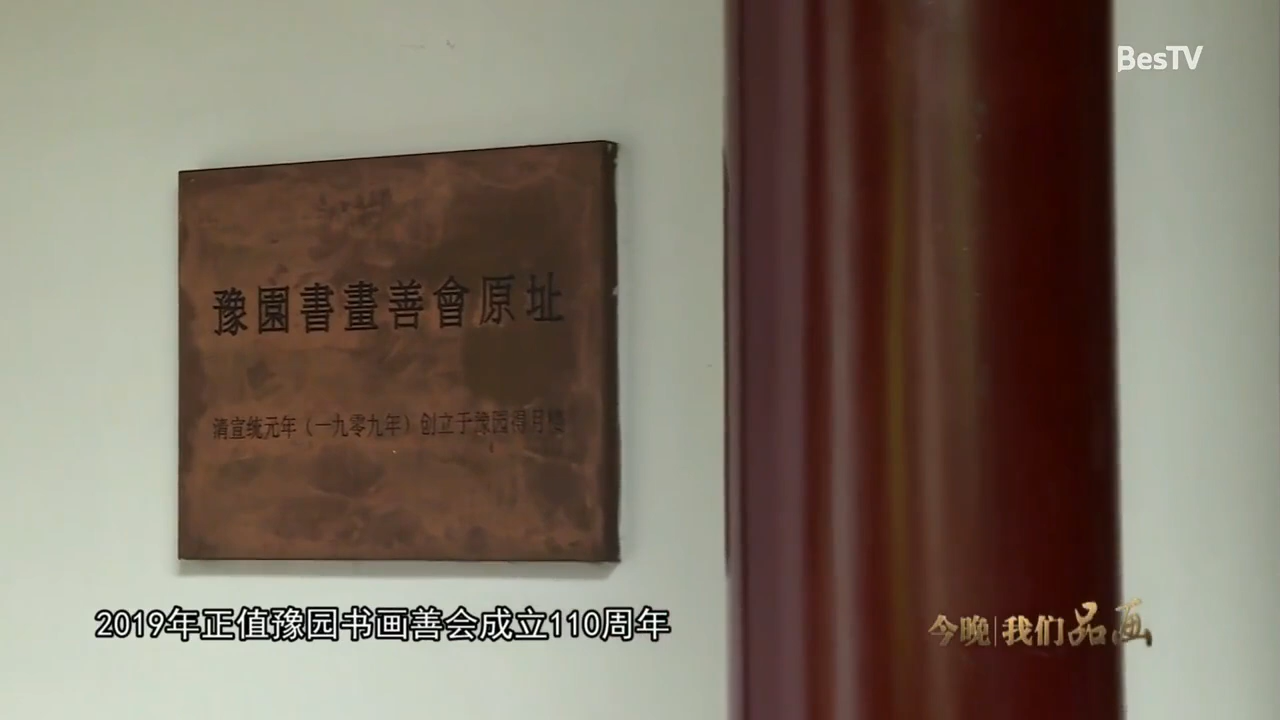 BesTV
豫園書畫善會原址
清宣统元年（一九零九年）创立于豫园得月楼
2019年正值豫园书画善会成立110周年
今晚|我们品画